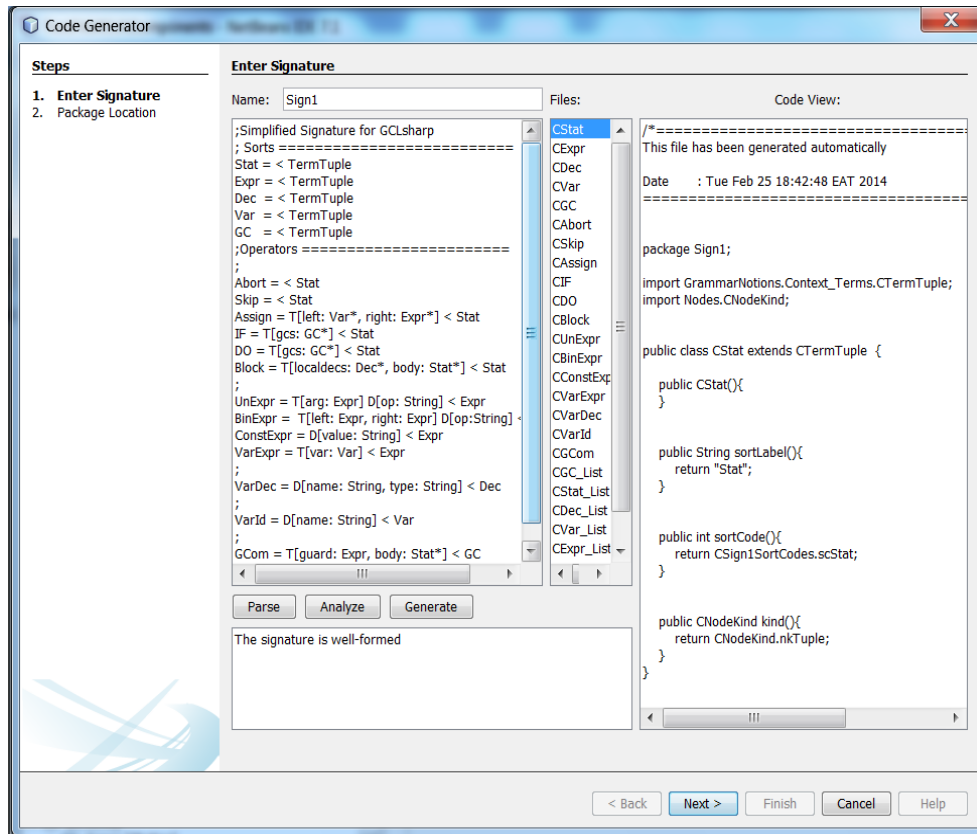 Code Generator
Steps
1. Enter Signature
2. Package Location
Enter Signature
Name: Sign1
;Simplified Signature for GCLsharp
; Sorts ==========================
Stat = < TermTuple
Expr = < TermTuple
Dec = < TermTuple
Var = < TermTuple
GC = < TermTuple
;Operators =======================
;
Abort = < Stat
Skip = < Stat
Assign = T[left: Var*, right: Expr*] < Stat
IF = T[gcs: GC*] < Stat
DO = T[gcs: GC*] < Stat
Block = T[localdecs: Dec*, body: Stat*] < Stat
;
UnExpr = T[arg: Expr] D[op: String] < Expr
BinExpr = T[left: Expr, right: Expr] D[op:String] <
ConstExpr = D[value: String] < Expr
VarExpr = T[var: Var] < Expr
;
VarDec = D[name: String, type: String] < Dec
;
VarId = D[name: String] < Var
;
GCom = T[guard: Expr, body: Stat*] < GC
Files:
CStat
CExpr
CDec
CVar
CGC
CAbort
CSkip
CAssign
CIF
CDO
CBlock
CUnExpr
CBinExpr
CConstExp
CVarExpr
CVarDec
CVarId
CGCom
CGC_List
CStat_List
CDec_List
CVar_List
CExpr_List
Code View:
/*===================================
This file has been generated automatically
Date : Tue Feb 25 18:42:48 EAT 2014
====================================
package Sign1;
import GrammarNotions.Context_Terms.CTermTuple;
import Nodes.CNodeKind;
public class CStat extends CTermTuple {
public CStat(){
}
public String sortLabel(){
return "Stat";
}
public int sortCode(){
return CSign1SortCodes.scStat;
}
public CNodeKind kind(){
return CNodeKind.nkTuple;
}
}
Parse Analyze Generate
The signature is well-formed
< Back Next > Finish Cancel Help